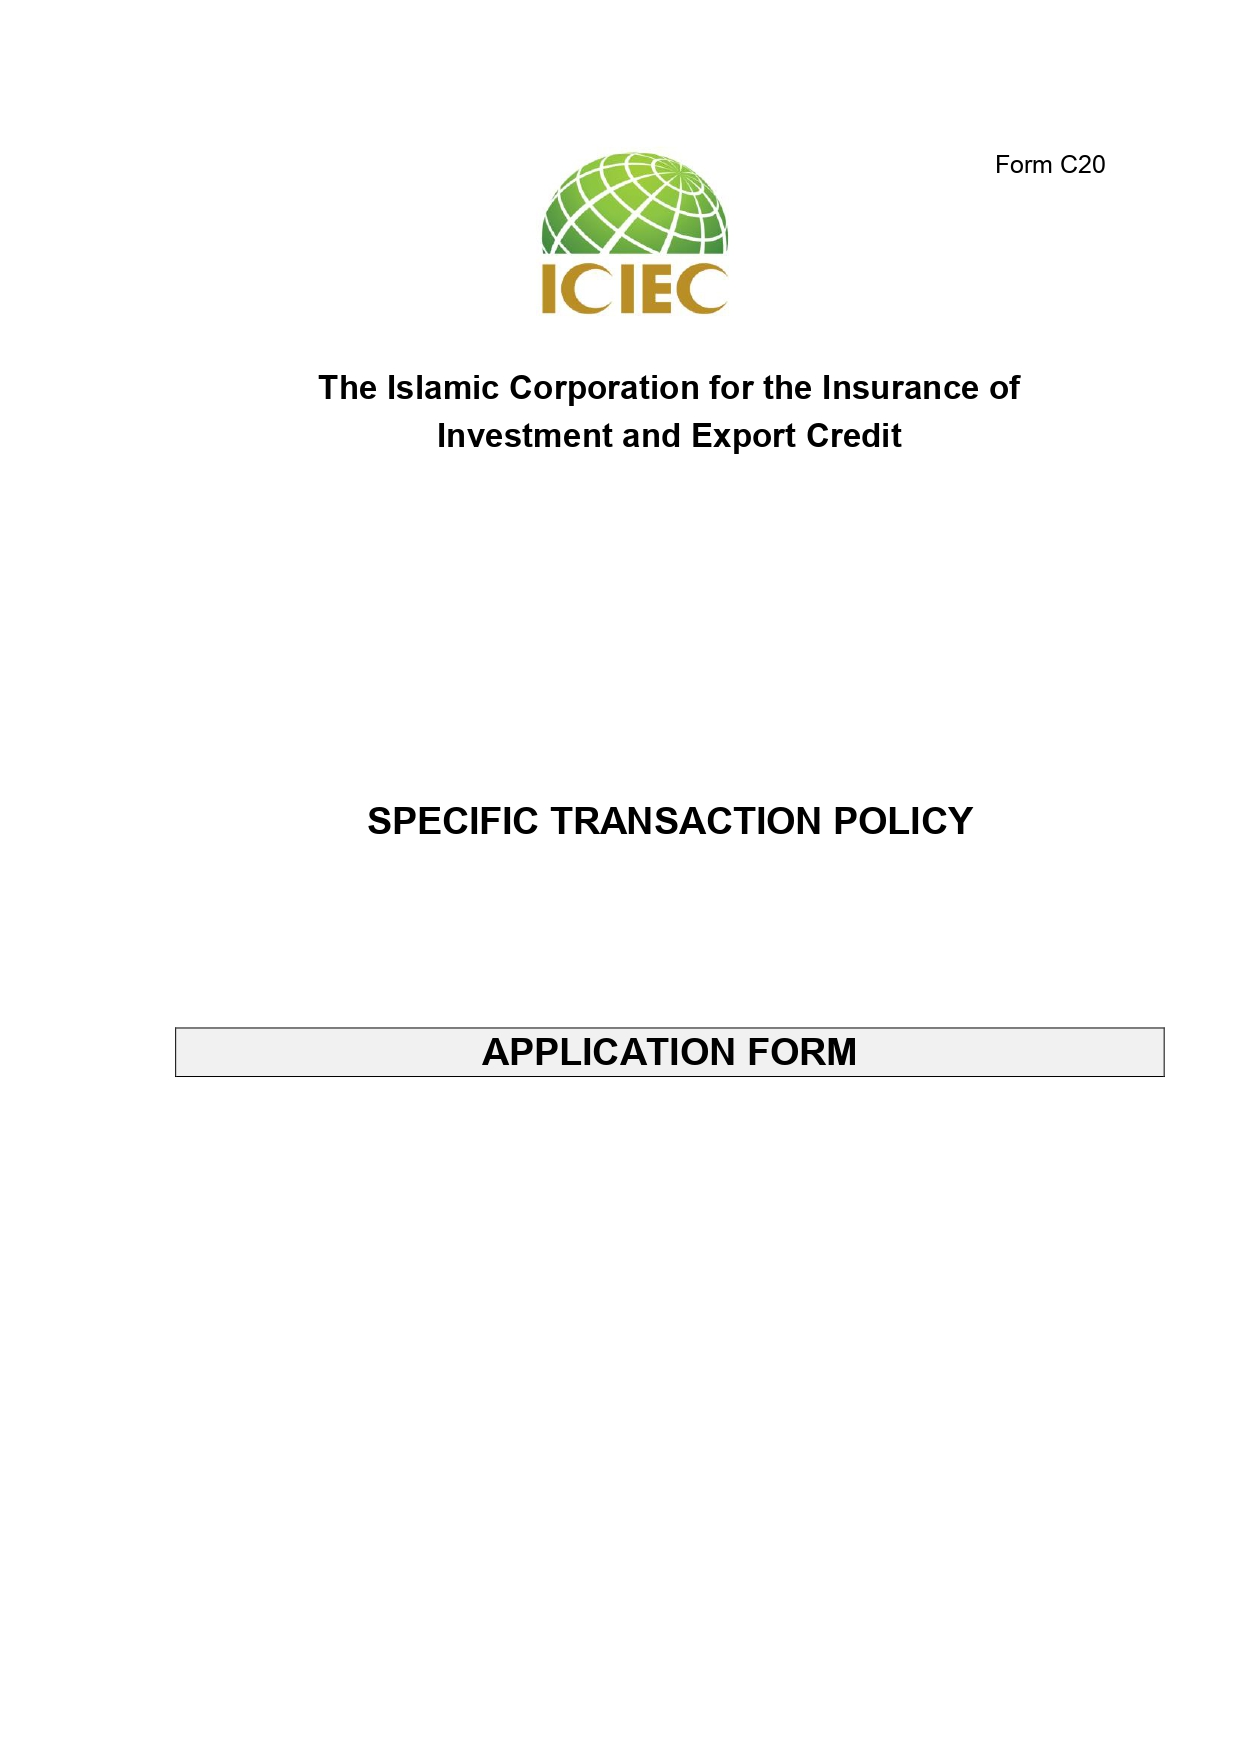 Form C20
ICIEC
The Islamic Corporation for the Insurance of
Investment and Export Credit
SPECIFIC TRANSACTION POLICY
APPLICATION FORM